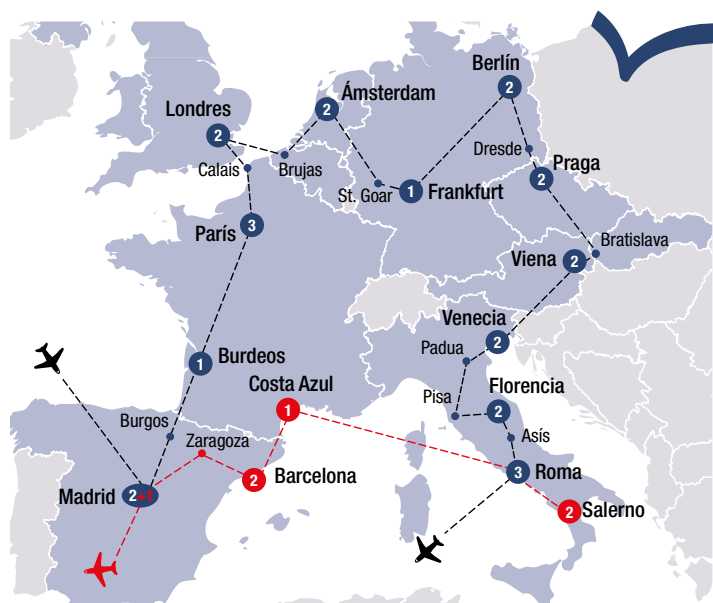 Berlín
2
Ámsterdam
2
Londres
2
Dresde
Calais
Brujas
Praga
2
St. Goar
1
Frankfurt
París
3
Bratislava
Viena
2
Venecia
2
Padua
1
Burdeos
Costa Azul
1
Pisa
Florencia
2
Burgos
Zaragoza
Asís
Barcelona
2
Roma
3
Madrid
2+1
Salerno
2